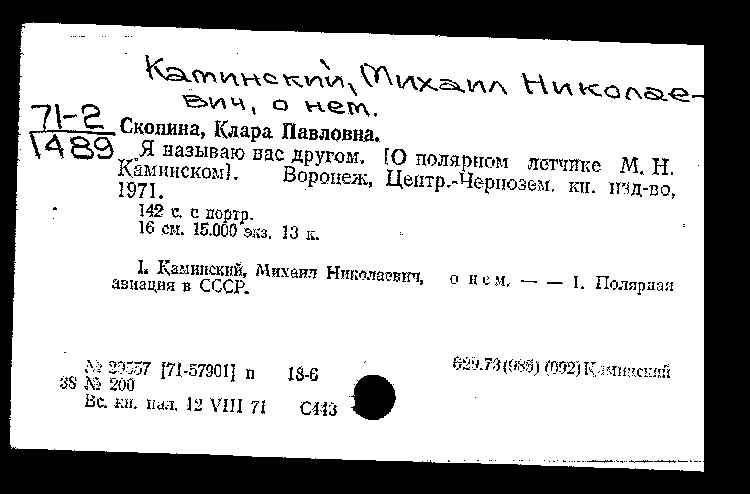 Каминский, Михаил Николае-
вич, о нем.
71-2
1489
Скопина, Клара Павловна.
„Я называю вас другом. [О полярном летчике М. Н.
Каминском]. Воронеж, Центр.-Чернозем. кн. изд-во,
1971.
142 с. с портр.
16 см. 15.000 экз. 13 к.
I. Каминский, Михаил Николаевич, о нем. — — 1. Полярная
авиация в СССР.
[71-57901] п 18-6 629.73(985) (092)Каминский
38 № 200
Вс. кн. пал. 12 VIII 71 С443